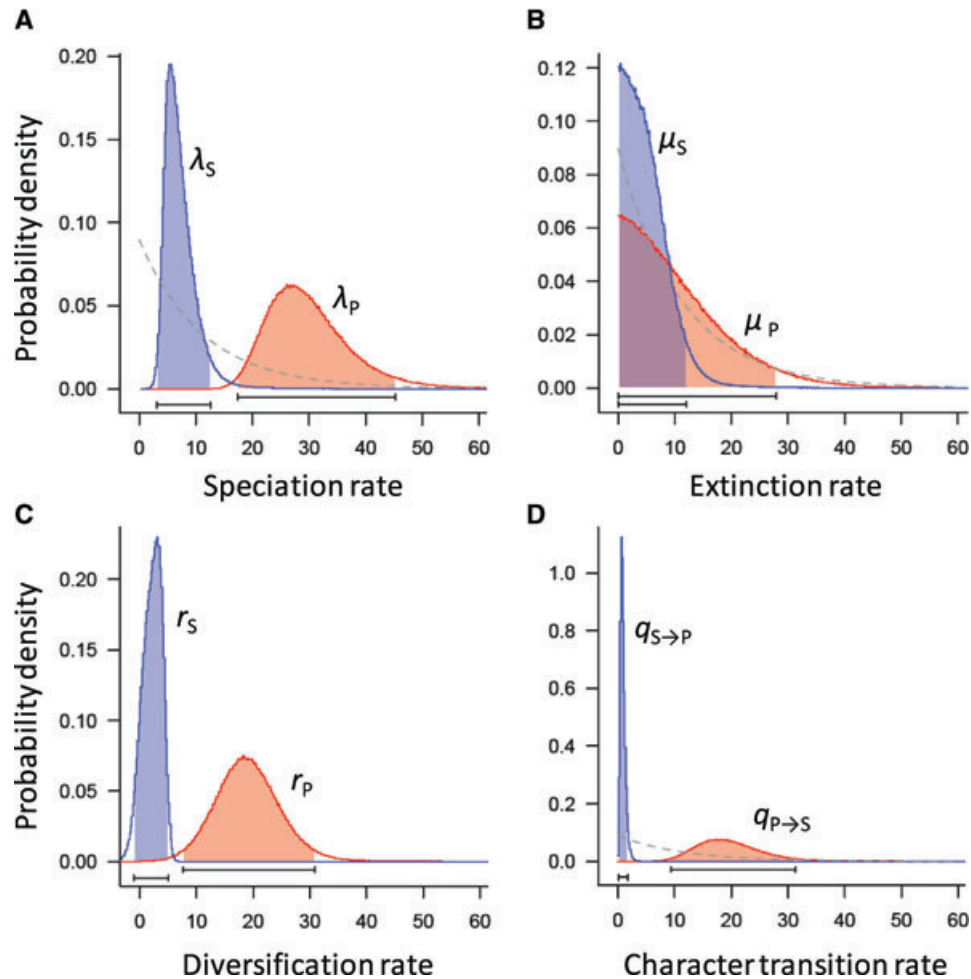 A
Probability density
0.20
0.15
0.10
0.05
0.00
λS
λP
0 10 20 30 40 50 60
Speciation rate
B
0.12
0.10
0.08
0.06
0.04
0.02
0.00
μS
μP
0 10 20 30 40 50 60
Extinction rate
C
Probability density
0.20
0.15
0.10
0.05
0.00
rS
rP
0 10 20 30 40 50 60
Diversification rate
D
1.0
0.8
0.6
0.4
0.2
0.0
qS→P
qP→S
0 10 20 30 40 50 60
Character transition rate